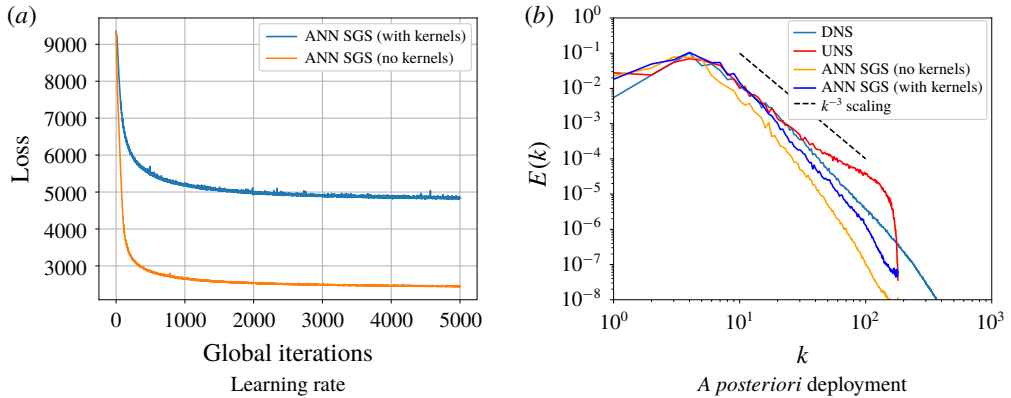 (a)
9000
8000
7000
6000
5000
4000
3000
Loss
ANN SGS (with kernels)
ANN SGS (no kernels)
0
1000
2000
3000
4000
5000
Global iterations
Learning rate
(b)
10^0
10^-1
10^-2
10^-3
10^-4
10^-5
10^-6
10^-7
10^-8
E(k)
DNS
UNS
ANN SGS (no kernels)
ANN SGS (with kernels)
k^-3 scaling
10^0
10^1
10^2
10^3
k
A posteriori deployment